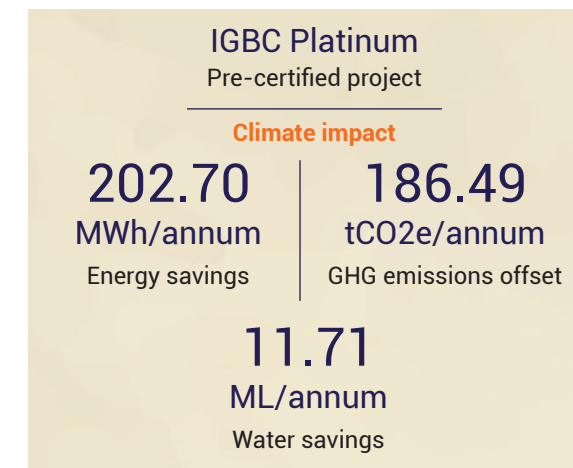 IGBC Platinum
Pre-certified project
Climate impact
202.70
MWh/annum
Energy savings
186.49
tCO2e/annum
GHG emissions offset
11.71
ML/annum
Water savings